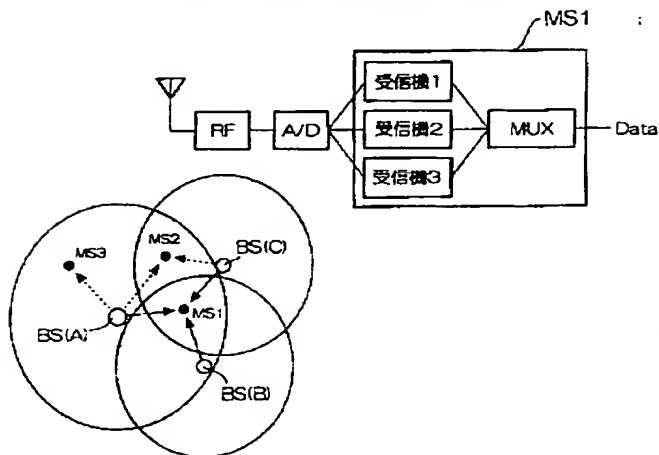 MS1
受信機1
RF
A/D
受信機2
MUX
Data
受信機3
MS3
MS2
BS(C)
BS(A)
MS1
BS(B)